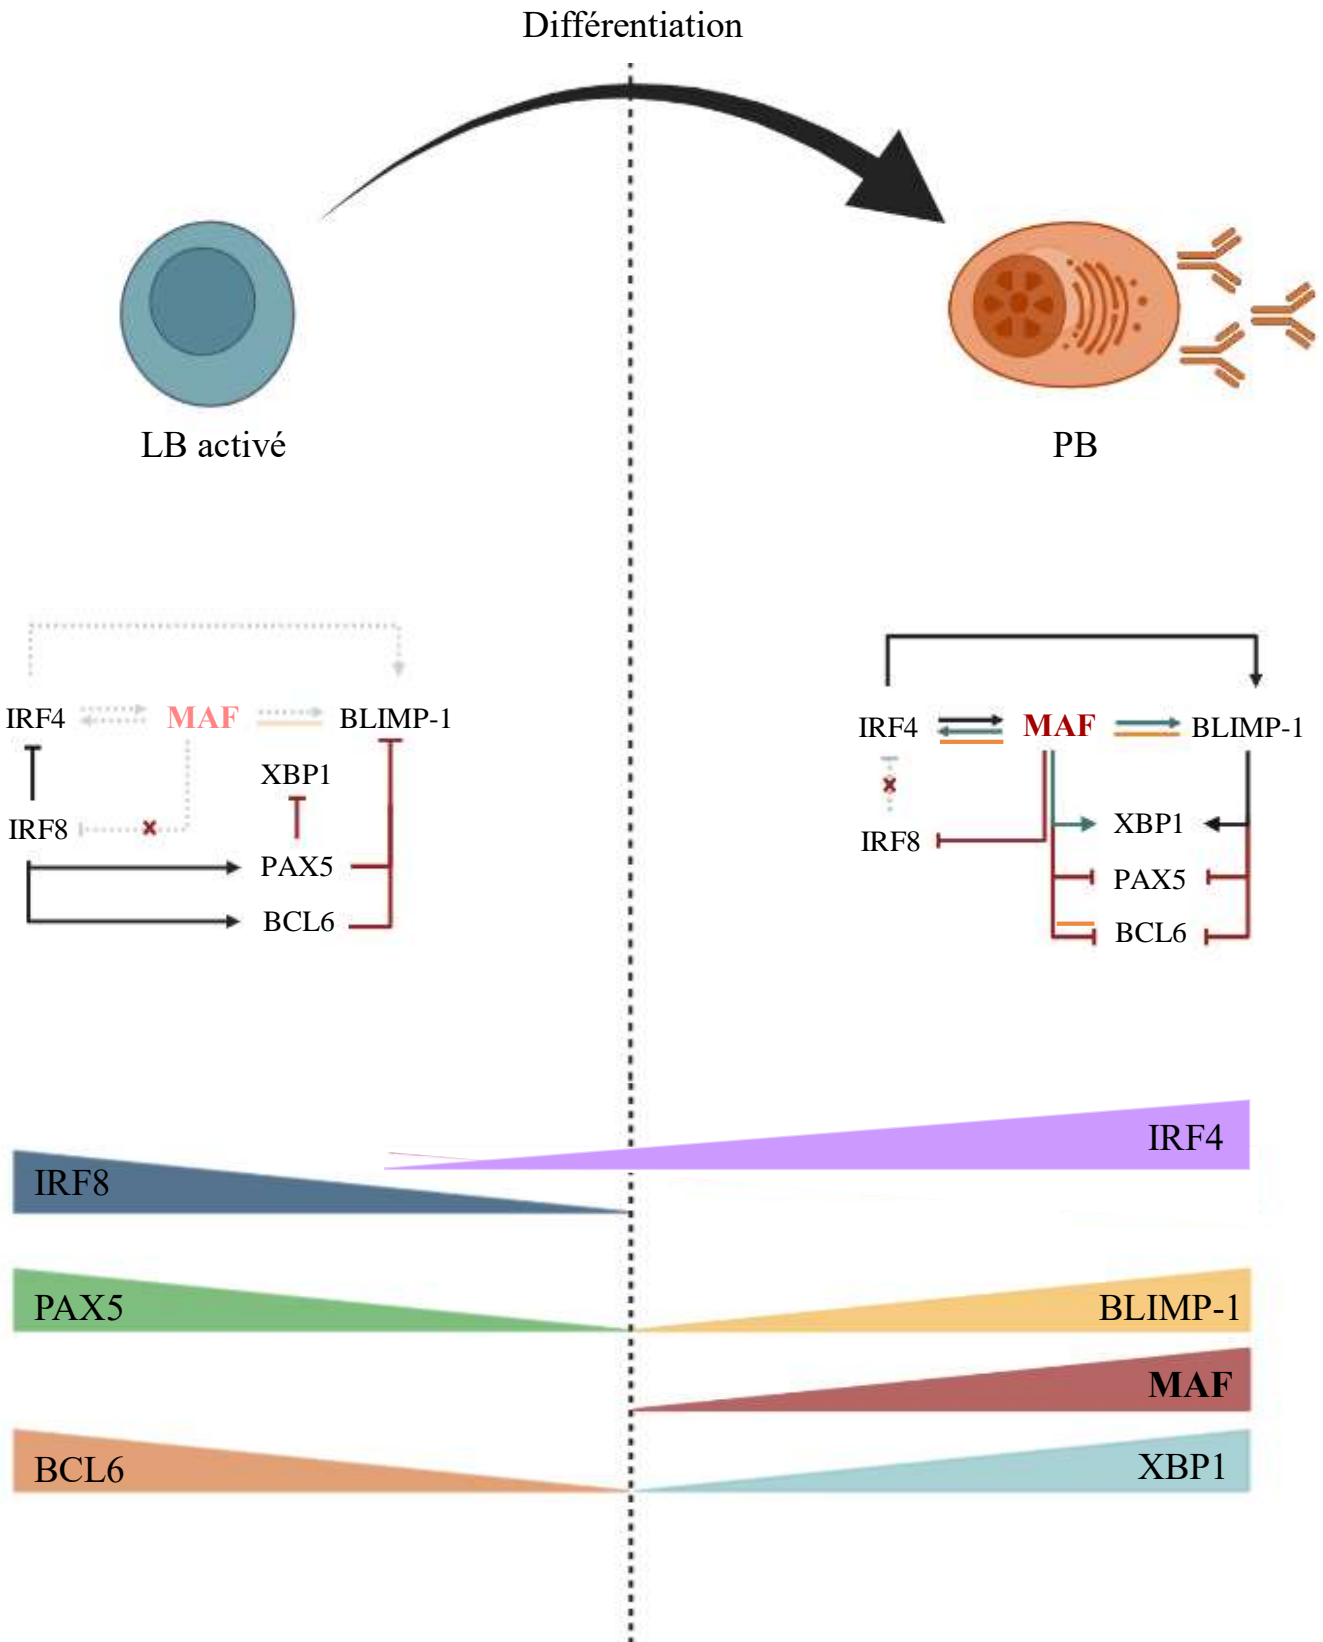 Différentiation
LB activé
PB
IRF4 MAF BLIMP-1
XBP1
IRF8
PAX5
BCL6
IRF4 MAF BLIMP-1
XBP1
IRF8
PAX5
BCL6
IRF4
IRF8
PAX5
BLIMP-1
MAF
BCL6
XBP1